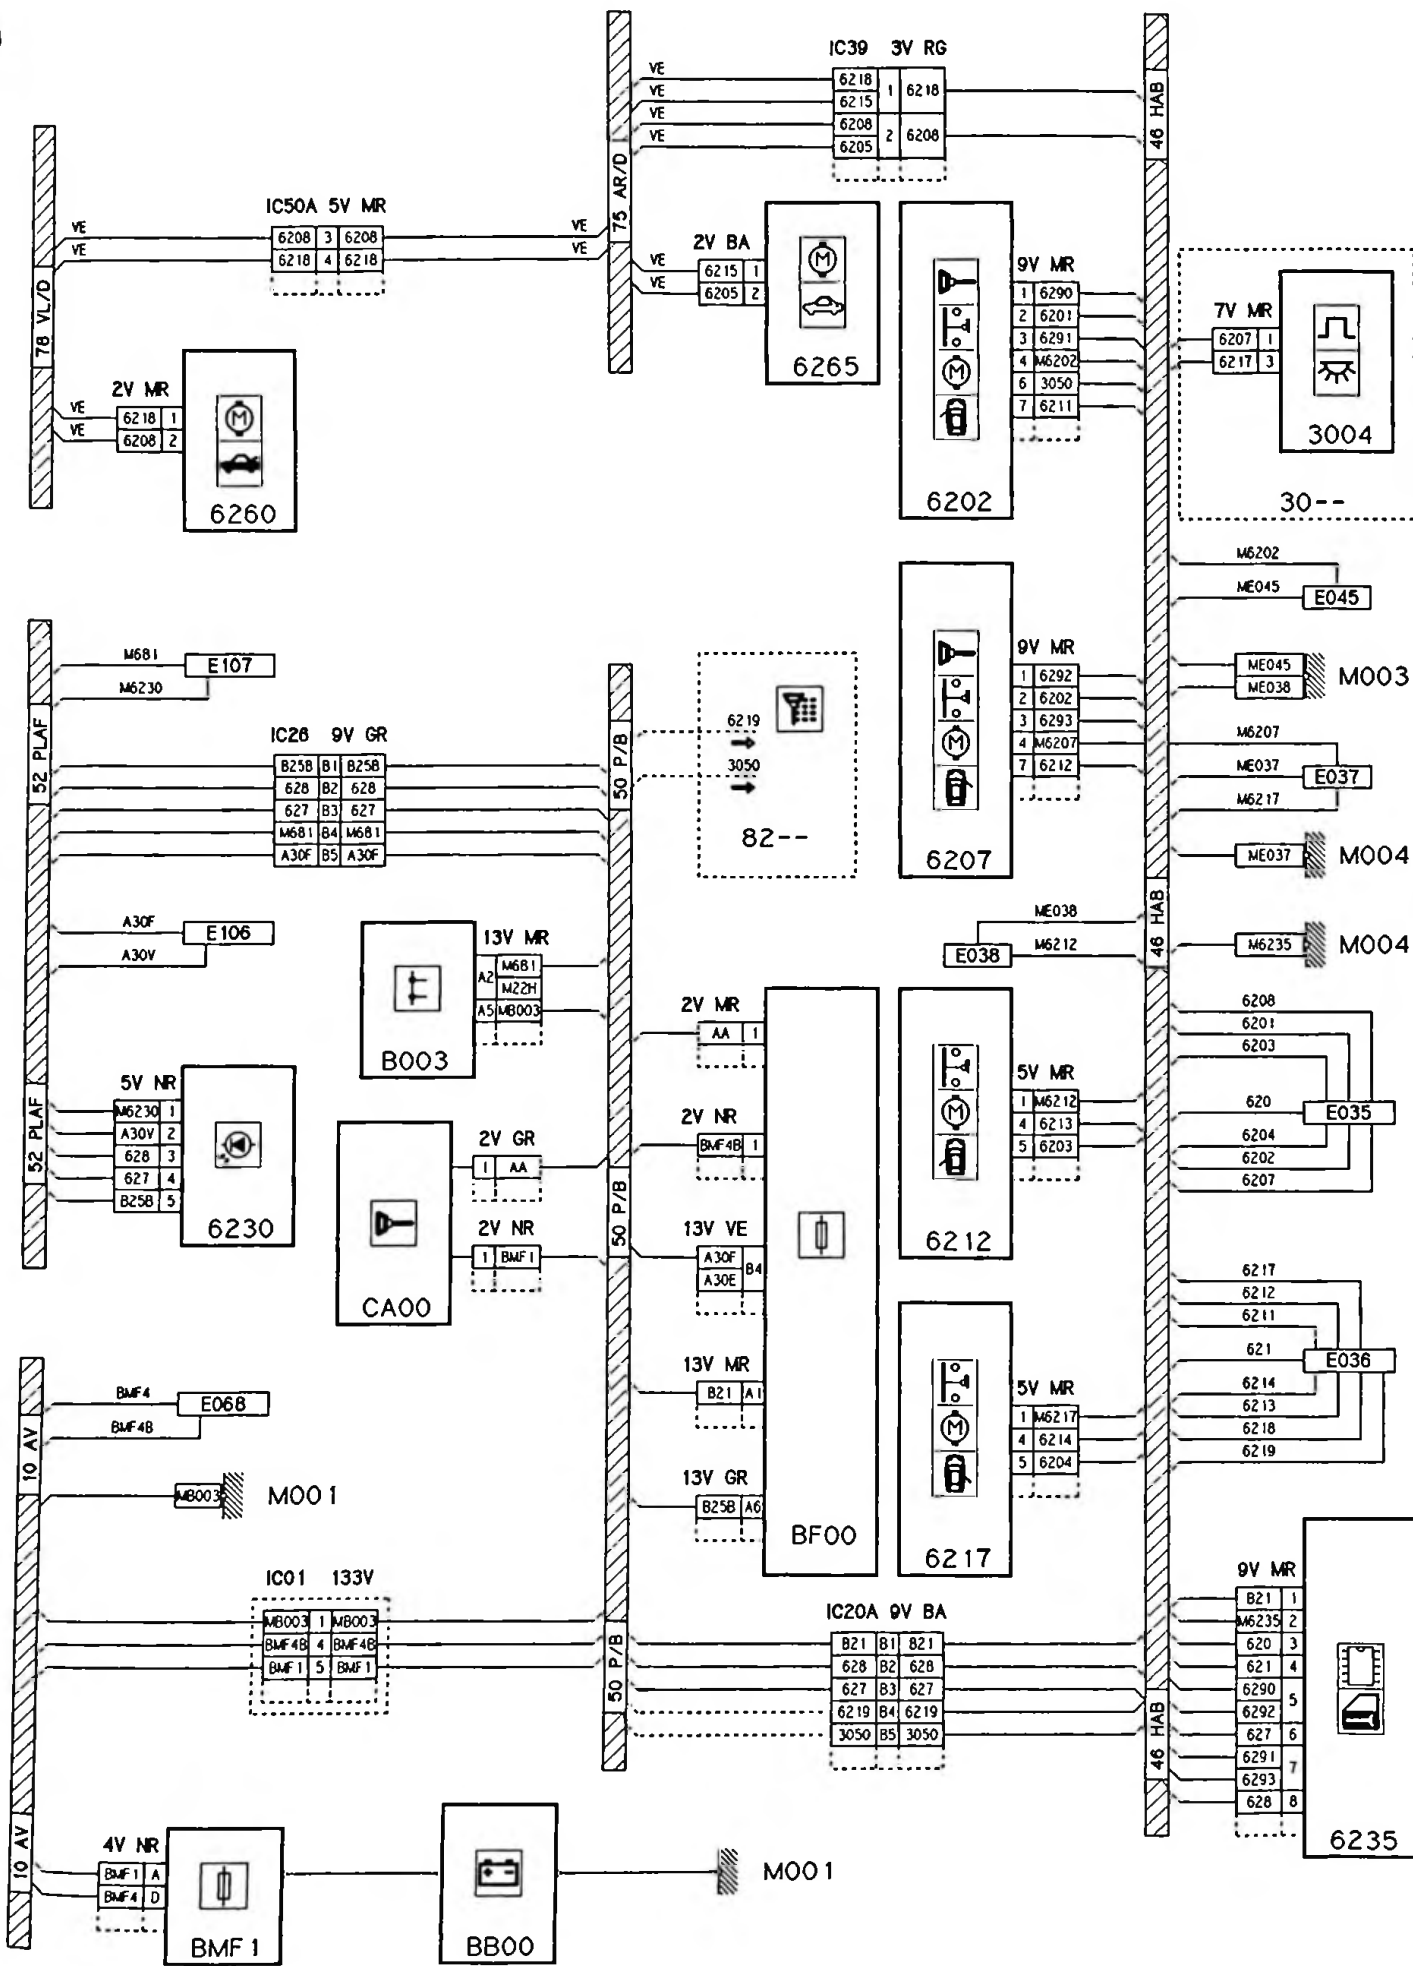 IC39 3V RG
VE 6218 1 6218
VE 6215
VE 6208 2 6208
VE 6205
75 AR/D
46 HAB
IC50A 5V MR
VE 6208 3 6208 VE
VE 6218 4 6218 VE
78 VL/D
2V BA
VE 6215 1
VE 6205 2
6265
9V MR
1 6290
2 6201
3 6291
4 M6202
6 3050
7 6211
6202
7V MR
6207 1
6217 3
3004
30--
2V MR
VE 6218 1
VE 6208 2
6260
M6202
ME045
E045
ME045
ME038
M003
M6207
ME037
E037
M6217
ME037
M004
M6235
M004
M681
E107
M6230
52 PLAF
IC26 9V GR
B25B B1 B25B
628 B2 628
627 B3 627
M681 B4 M681
A30F B5 A30F
50 P/B
6219
3050
82--
9V MR
1 6292
2 6202
3 6293
4 M6207
7 6212
6207
ME038
E038
M6212
46 HAB
A30F
E106
A30V
13V MR
A2 M681
M22H
A5 MB003
B003
2V MR
AA 1
2V NR
BMF4B 1
13V VE
A30F B4
A30E
13V MR
B21 A1
13V GR
B25B A6
BF00
5V MR
1 M6212
4 6213
5 6203
6212
6208
6201
6203
620
E035
6204
6202
6207
5V NR
M6230 1
A30V 2
628 3
627 4
B25B 5
6230
52 PLAF
2V GR
1 AA
2V NR
1 BMF1
CA00
50 P/B
5V MR
1 M6217
4 6214
5 6204
6217
6217
6212
6211
621
E036
6214
6213
6218
6219
BMF4
E068
BMF4B
10 AV
MB003
M001
IC01 133V
MB003 1 MB003
BMF4B 4 BMF4B
BMF1 5 BMF1
50 P/B
IC20A 9V BA
B21 B1 B21
628 B2 628
627 B3 627
6219 B4 6219
3050 B5 3050
46 HAB
9V MR
B21 1
M6235 2
620 3
621 4
6290 5
6292
627 6
6291 7
6293
628 8
6235
10 AV
4V NR
BMF1 A
BMF4 D
BMF1
BB00
M001